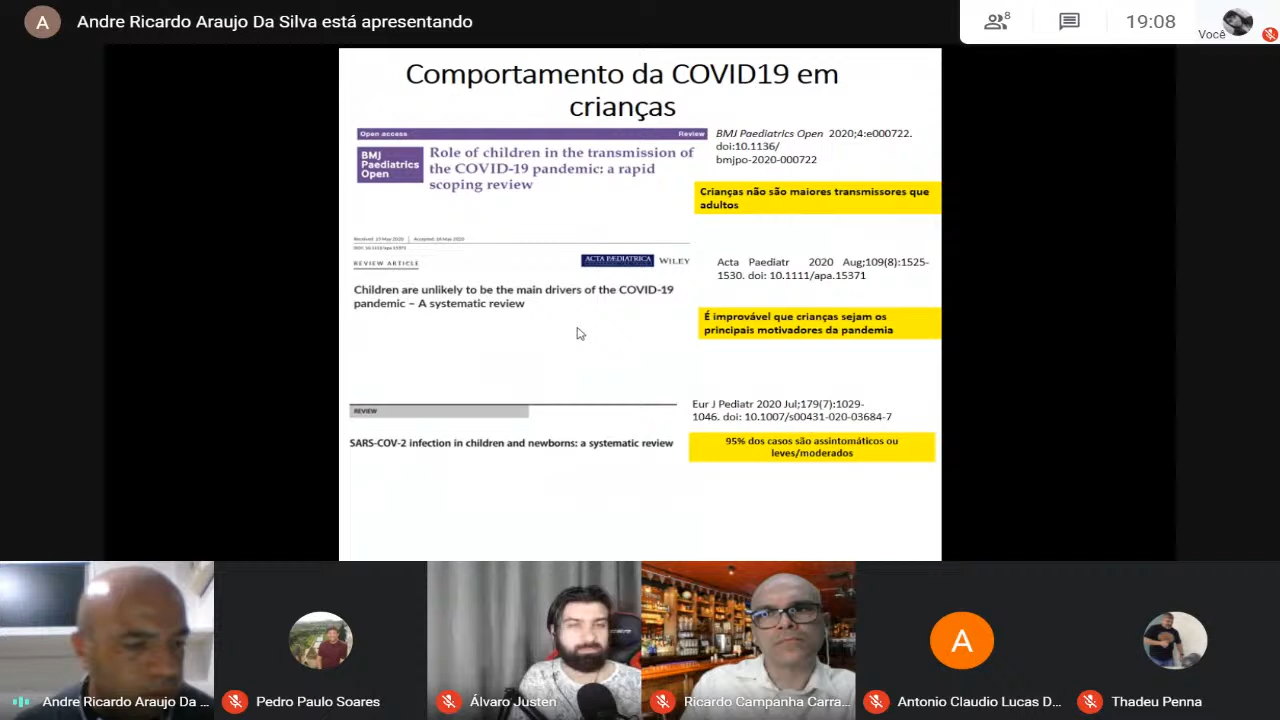 A
Andre Ricardo Araujo Da Silva está apresentando
8
19:08
Você
Comportamento da COVID19 em
crianças
Open access
Review
BMJ
Paediatrics
Open
Role of children in the transmission of
the COVID-19 pandemic: a rapid
scoping review
BMJ Paediatrics Open 2020;4:e000722.
doi:10.1136/
bmjpo-2020-000722
Crianças não são maiores transmissores que
adultos
DOI: 10.1111/apa.15371
REVIEW ARTICLE
ACTA PÆDIATRICA
WILEY
Children are unlikely to be the main drivers of the COVID-19
pandemic – A systematic review
Acta Paediatr 2020 Aug;109(8):1525-
1530. doi: 10.1111/apa.15371
É improvável que crianças sejam os
principais motivadores da pandemia
REVIEW
SARS-COV-2 infection in children and newborns: a systematic review
Eur J Pediatr 2020 Jul;179(7):1029-
1046. doi: 10.1007/s00431-020-03684-7
95% dos casos são assintomáticos ou
leves/moderados
A
Andre Ricardo Araujo Da ...
Pedro Paulo Soares
Álvaro Justen
Ricardo Campanha Carra...
Antonio Claudio Lucas D...
Thadeu Penna